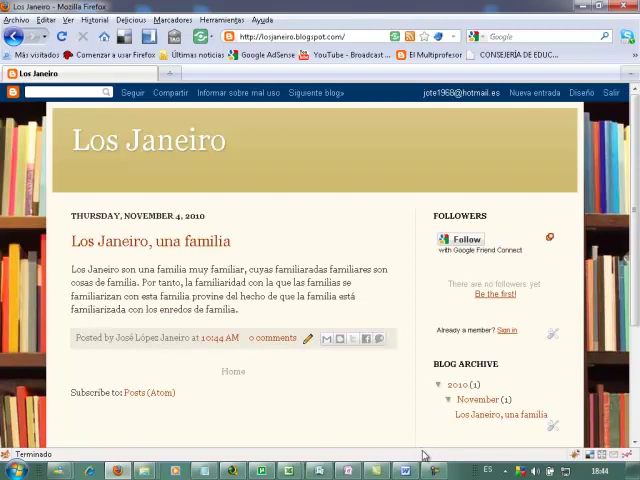 Los Janeiro - Mozilla Firefox
Archivo Editar Ver Historial Delicious Marcadores Herramientas Ayuda
http://losjaneiro.blogspot.com/
Google
Más visitados Comenzar a usar Firefox Últimas noticias Google AdSense YouTube - Broadcast ... El Multiprofesor CONSEJERÍA DE EDUC...
Los Janeiro
Seguir Compartir Informar sobre mal uso Siguiente blog» jote1968@hotmail.es Nueva entrada Diseño Salir
Los Janeiro
THURSDAY, NOVEMBER 4, 2010
Los Janeiro, una familia
Los Janeiro son una familia muy familiar, cuyas familiaradas familiares son
cosas de familia. Por tanto, la familiaridad con la que las familias se
familiarizan con esta familia provine del hecho de que la familia está
familiarizada con los enredos de familia.
Posted by José López Janeiro at 10:44 AM 0 comments
Home
Subscribe to: Posts (Atom)
FOLLOWERS
Follow
with Google Friend Connect
There are no followers yet
Be the first!
Already a member? Sign in
BLOG ARCHIVE
▼ 2010 (1)
▼ November (1)
Los Janeiro, una familia
Terminado
ES 18:44